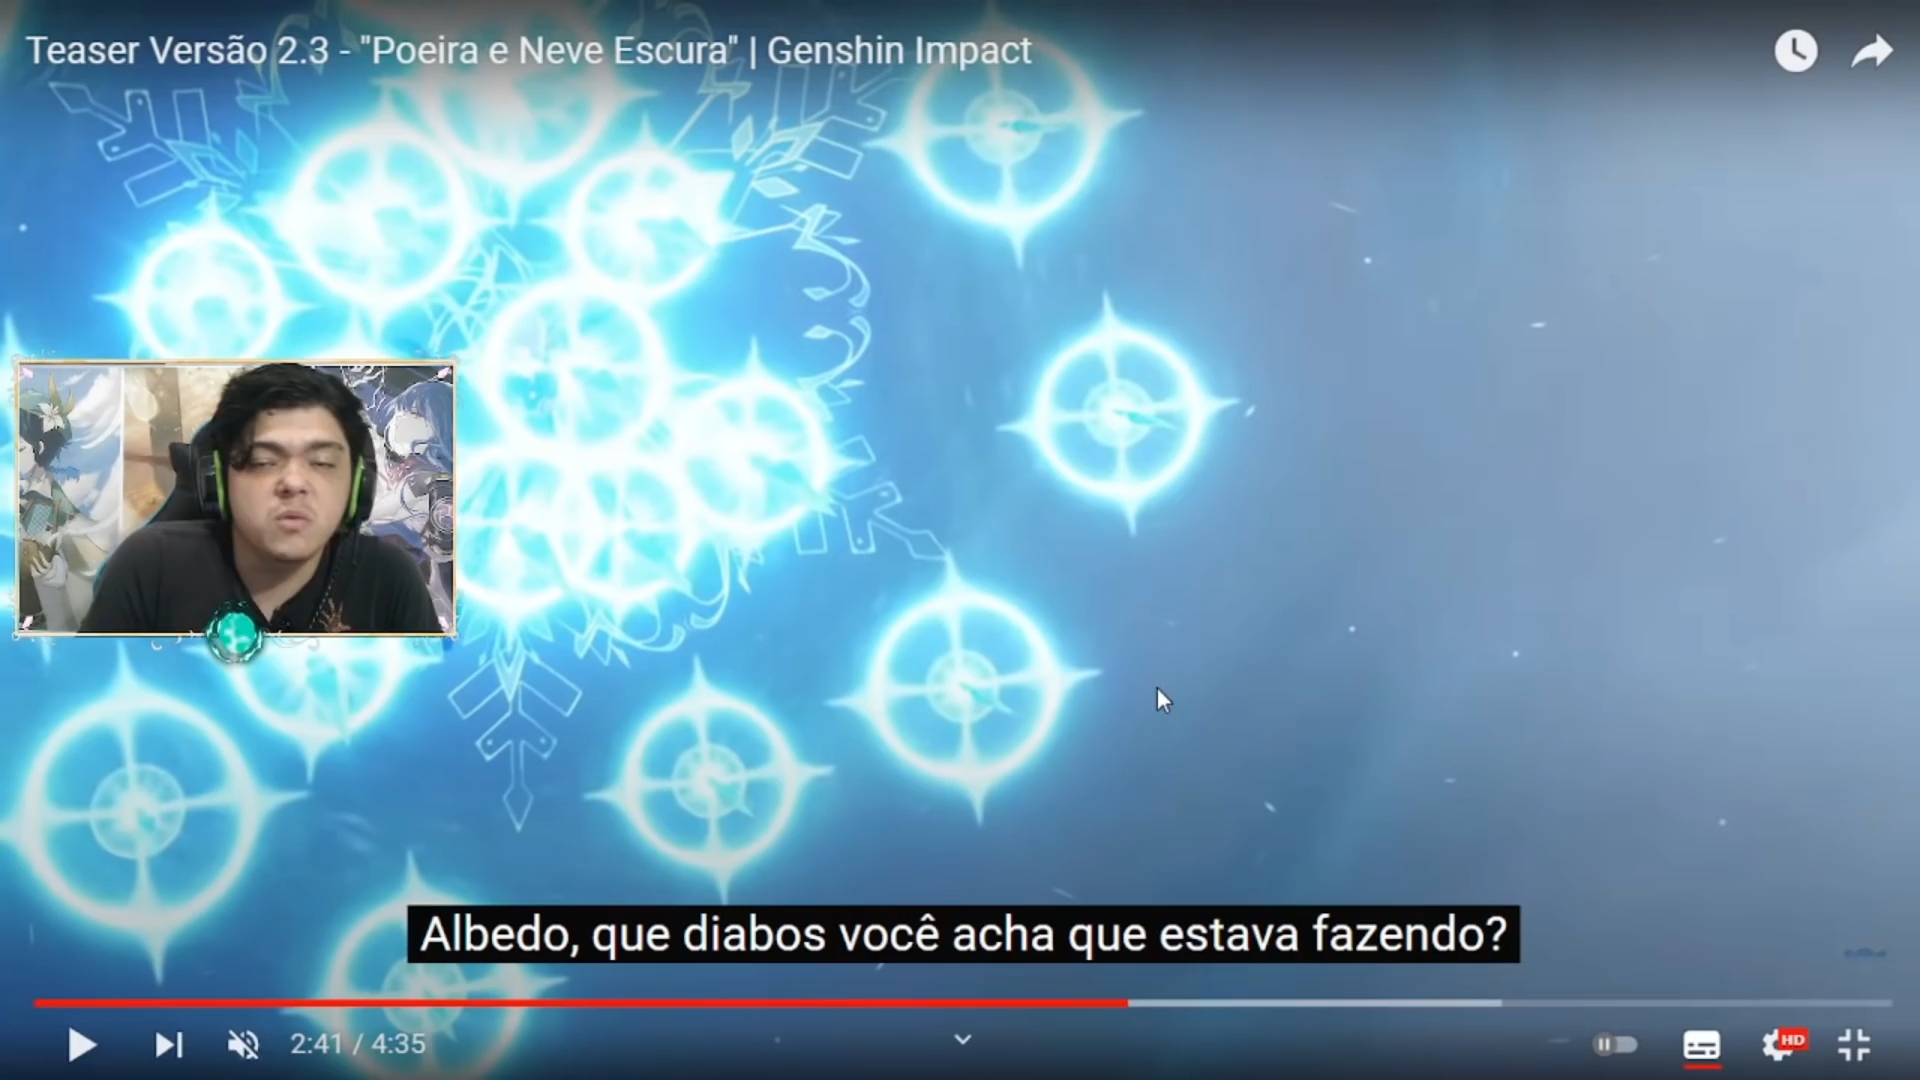 Teaser Versão 2.3 - "Poeira e Neve Escura" | Genshin Impact
Albedo, que diabos você acha que estava fazendo?
2:41 / 4:35
HD